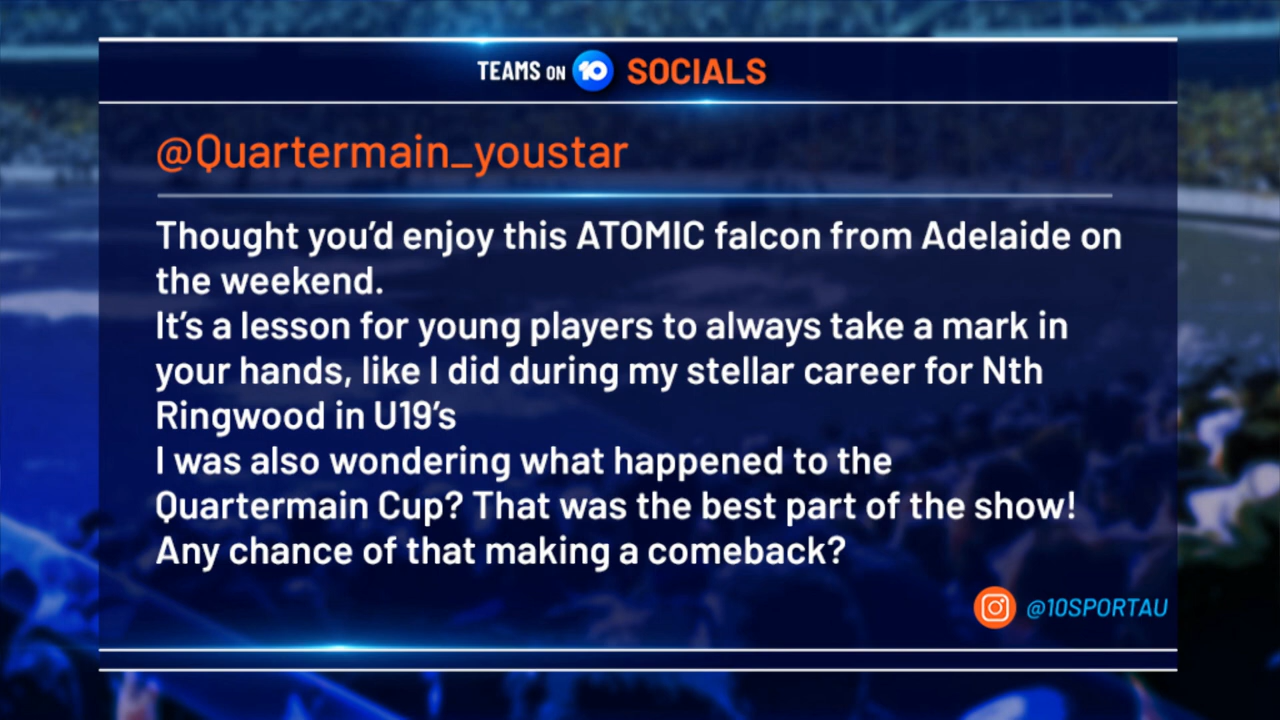 TEAMS ON 10 SOCIALS
@Quartermain_youstar
Thought you’d enjoy this ATOMIC falcon from Adelaide on
the weekend.
It’s a lesson for young players to always take a mark in
your hands, like I did during my stellar career for Nth
Ringwood in U19’s
I was also wondering what happened to the
Quartermain Cup? That was the best part of the show!
Any chance of that making a comeback?
@10SPORTAU